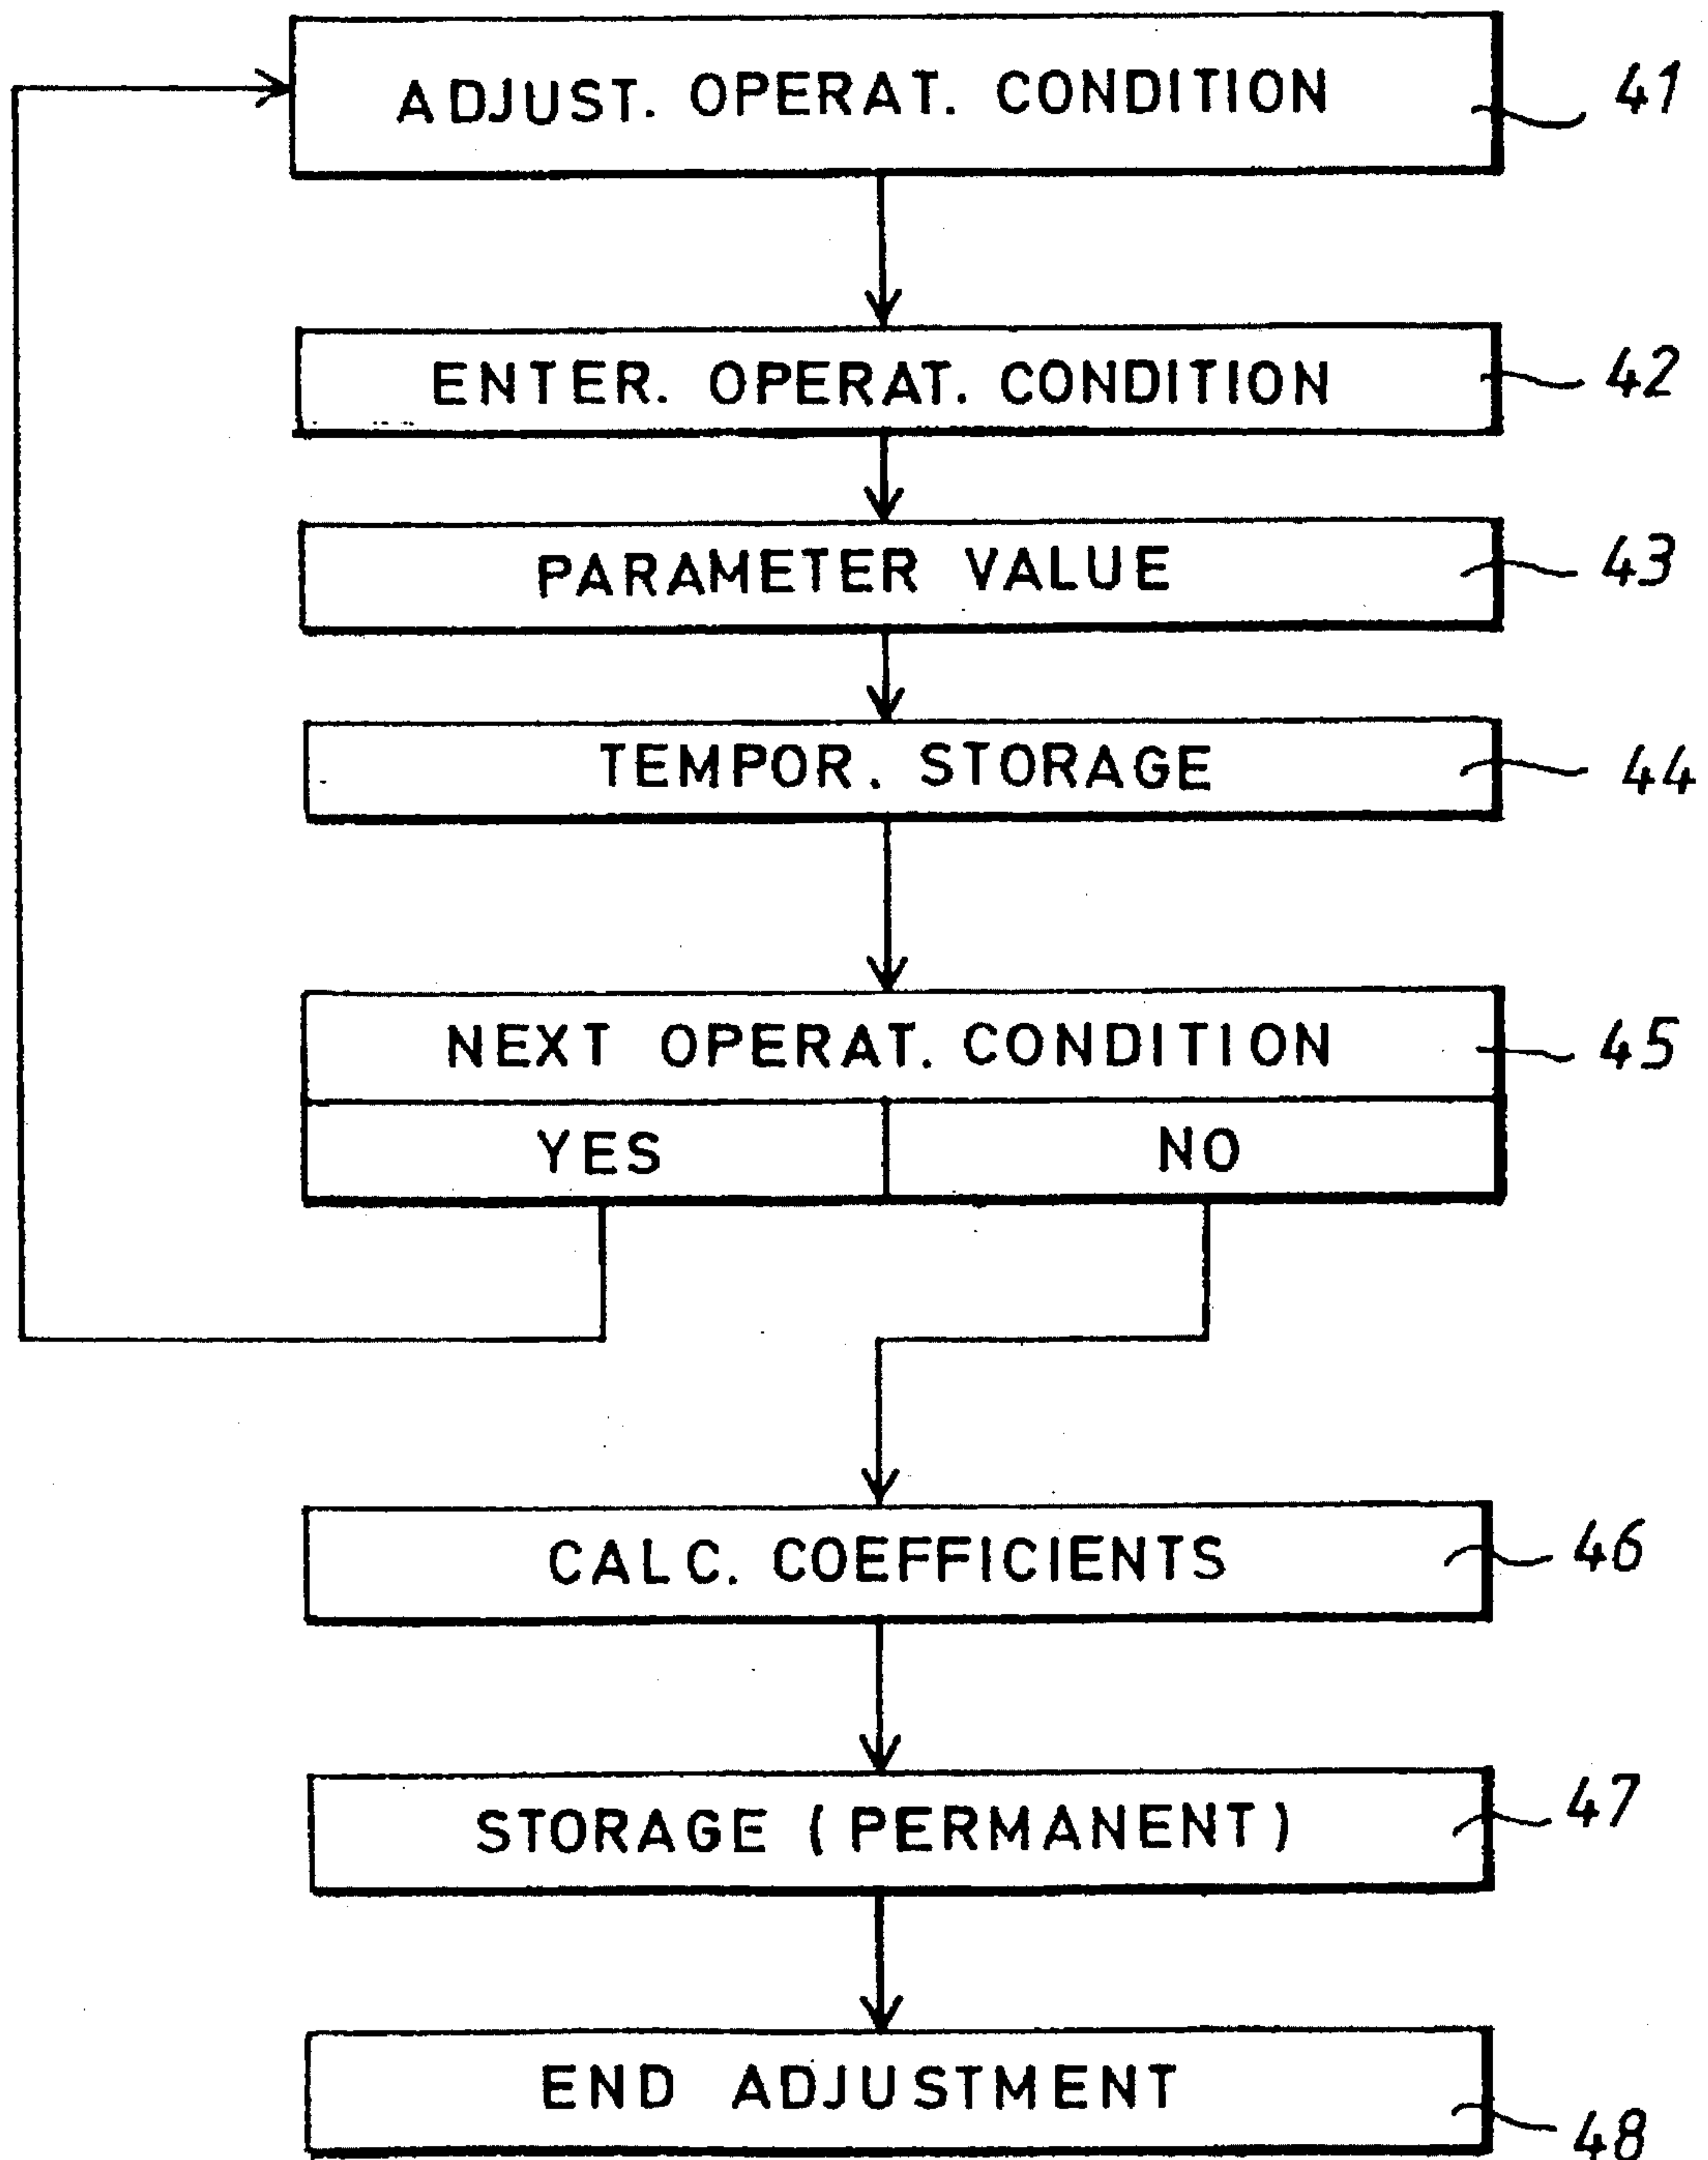 ADJUST. OPERAT. CONDITION 41
ENTER. OPERAT. CONDITION 42
PARAMETER VALUE 43
TEMPOR. STORAGE 44
NEXT OPERAT. CONDITION 45
YES NO
CALC. COEFFICIENTS 46
STORAGE (PERMANENT) 47
END ADJUSTMENT 48